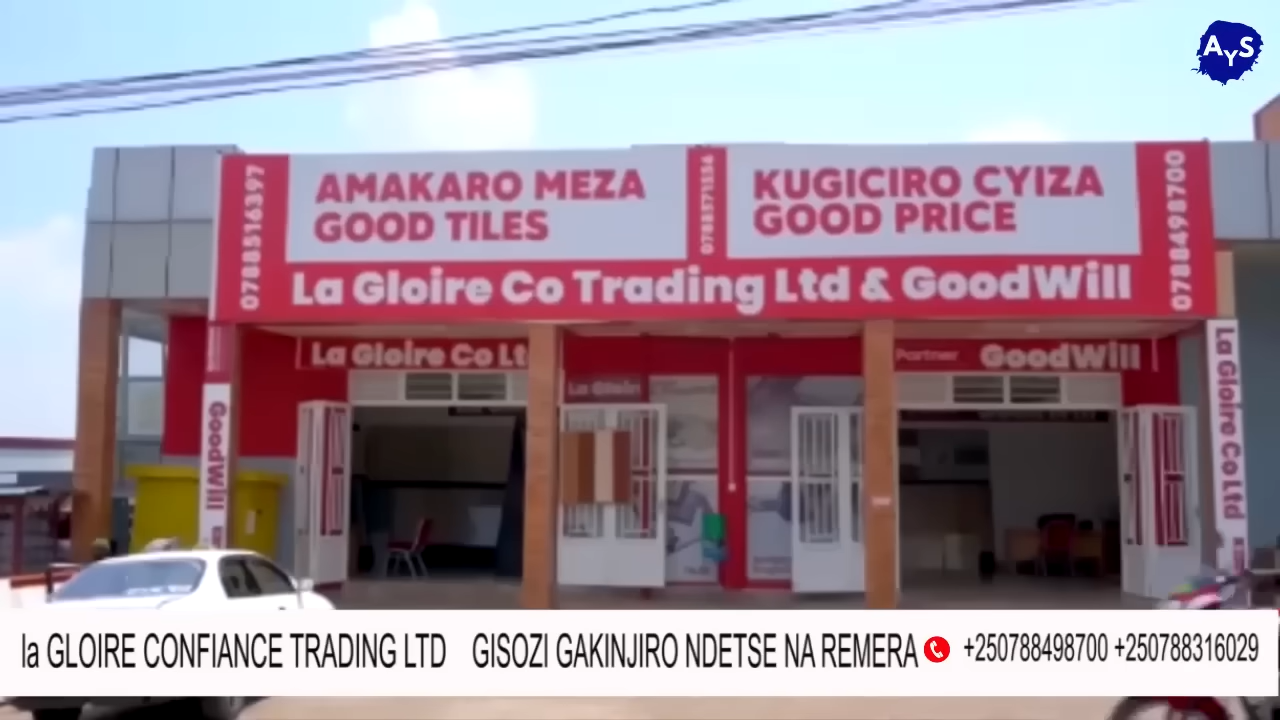 AyS
AMAKARO MEZA
GOOD TILES
KUGICIRO CYIZA
GOOD PRICE
0788516397
0788498700
La Gloire Co Trading Ltd & GoodWill
La Gloire Co Lt
Partner GoodWill
La Gloire Co Ltd
GoodWill
la GLOIRE CONFIANCE TRADING LTD GISOZI GAKINJIRO NDETSE NA REMERA +250788498700 +250788316029